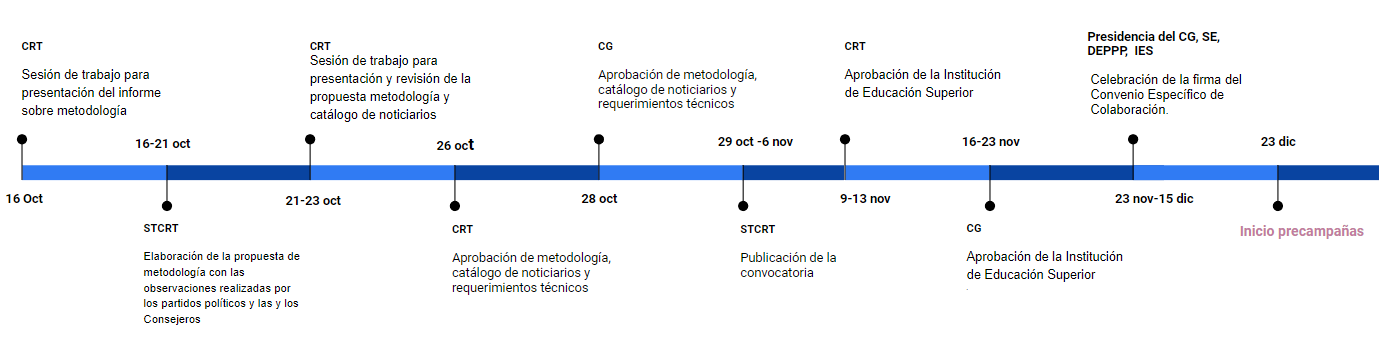 CRT
Sesión de trabajo para
presentación del informe
sobre metodología
16 Oct
16-21 oct
STCRT
Elaboración de la propuesta de
metodología con las
observaciones realizadas por
los partidos políticos y las y los
Consejeros
CRT
Sesión de trabajo para
presentación y revisión de la
propuesta metodología y
catálogo de noticiarios
21-23 oct
26 oct
CRT
Aprobación de metodología,
catálogo de noticiarios y
requerimientos técnicos
CG
Aprobación de metodología,
catálogo de noticiarios y
requerimientos técnicos
28 oct
29 oct -6 nov
STCRT
Publicación de la
convocatoria
CRT
Aprobación de la Institución
de Educación Superior
9-13 nov
16-23 nov
CG
Aprobación de la Institución
de Educación Superior
Presidencia del CG, SE,
DEPPP, IES
Celebración de la firma del
Convenio Específico de
Colaboración.
23 nov-15 dic
23 dic
Inicio precampañas